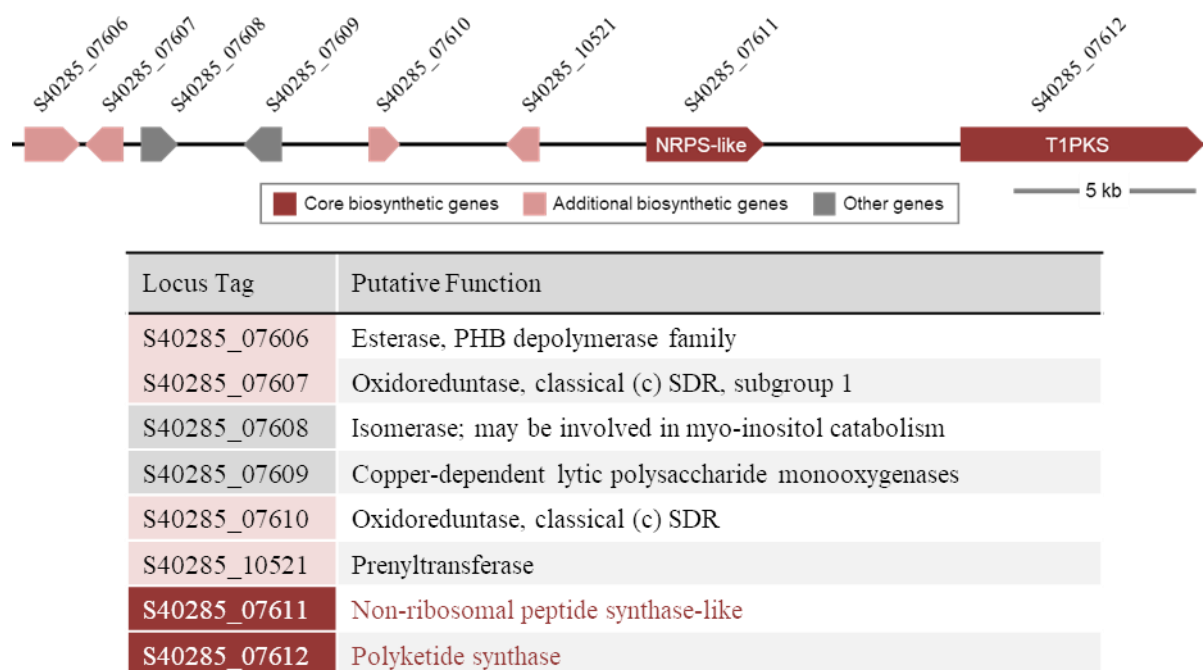 S40285_07606
S40285_07607
S40285_07608
S40285_07609
S40285_07610
S40285_10521
S40285_07611
S40285_07612
NRPS-like
T1PKS
5 kb
Core biosynthetic genes
Additional biosynthetic genes
Other genes
Locus Tag Putative Function
S40285_07606 Esterase, PHB depolymerase family
S40285_07607 Oxidoreduntase, classical (c) SDR, subgroup 1
S40285_07608 Isomerase; may be involved in myo-inositol catabolism
S40285_07609 Copper-dependent lytic polysaccharide monooxygenases
S40285_07610 Oxidoreduntase, classical (c) SDR
S40285_10521 Prenyltransferase
S40285_07611 Non-ribosomal peptide synthase-like
S40285_07612 Polyketide synthase